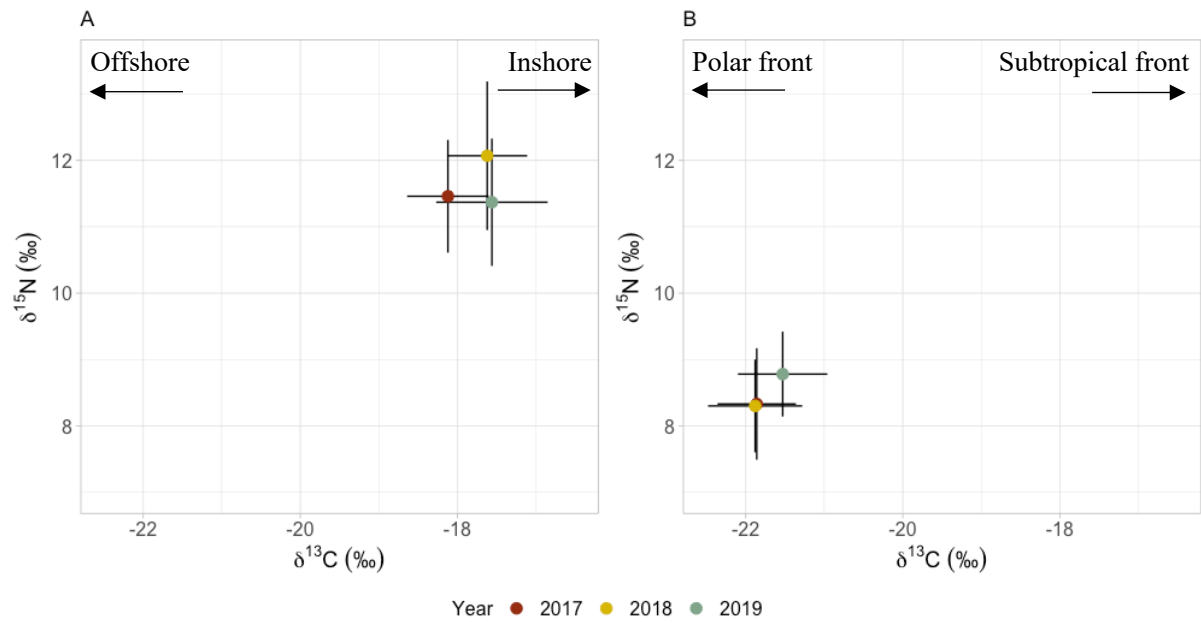 A
B
Offshore
Inshore
Polar front
Subtropical front
12
10
8
δ¹⁵N (‰)
-22
-20
-18
δ¹³C (‰)
12
10
8
δ¹⁵N (‰)
-22
-20
-18
δ¹³C (‰)
Year 2017 2018 2019